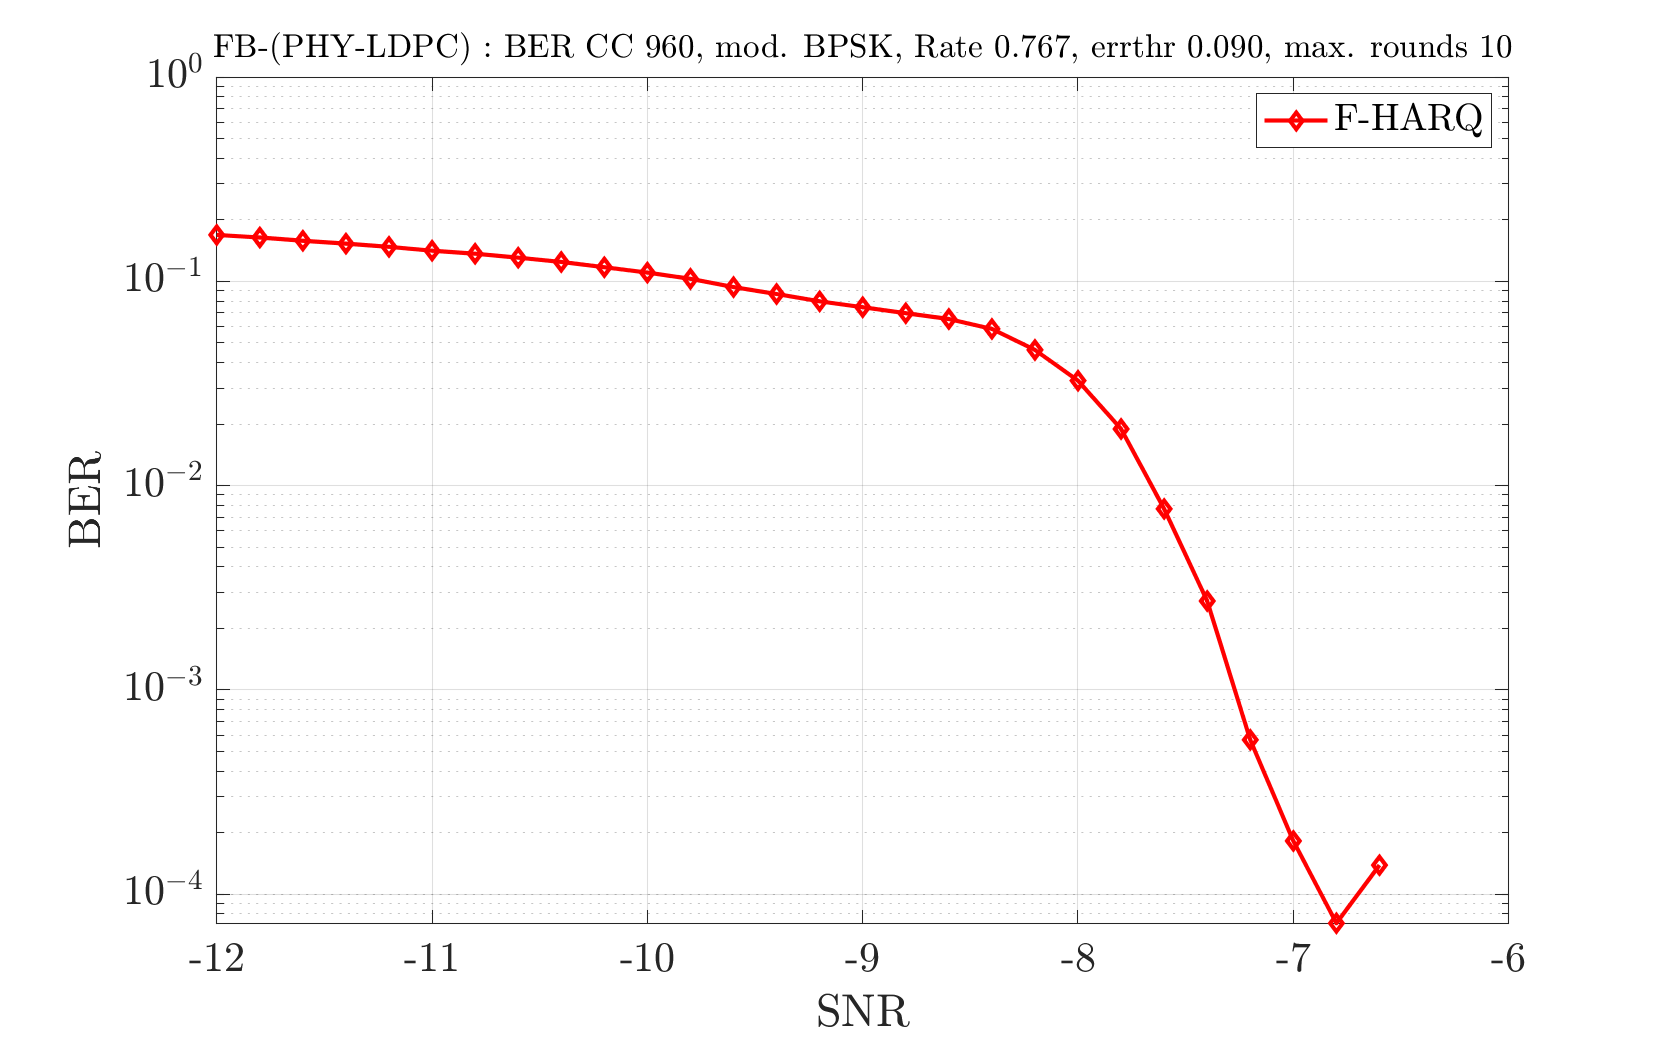 FB-(PHY-LDPC) : BER CC 960, mod. BPSK, Rate 0.767, errthr 0.090, max. rounds 10
F-HARQ
10^0
10^{-1}
10^{-2}
10^{-3}
10^{-4}
BER
-12 -11 -10 -9 -8 -7 -6
SNR